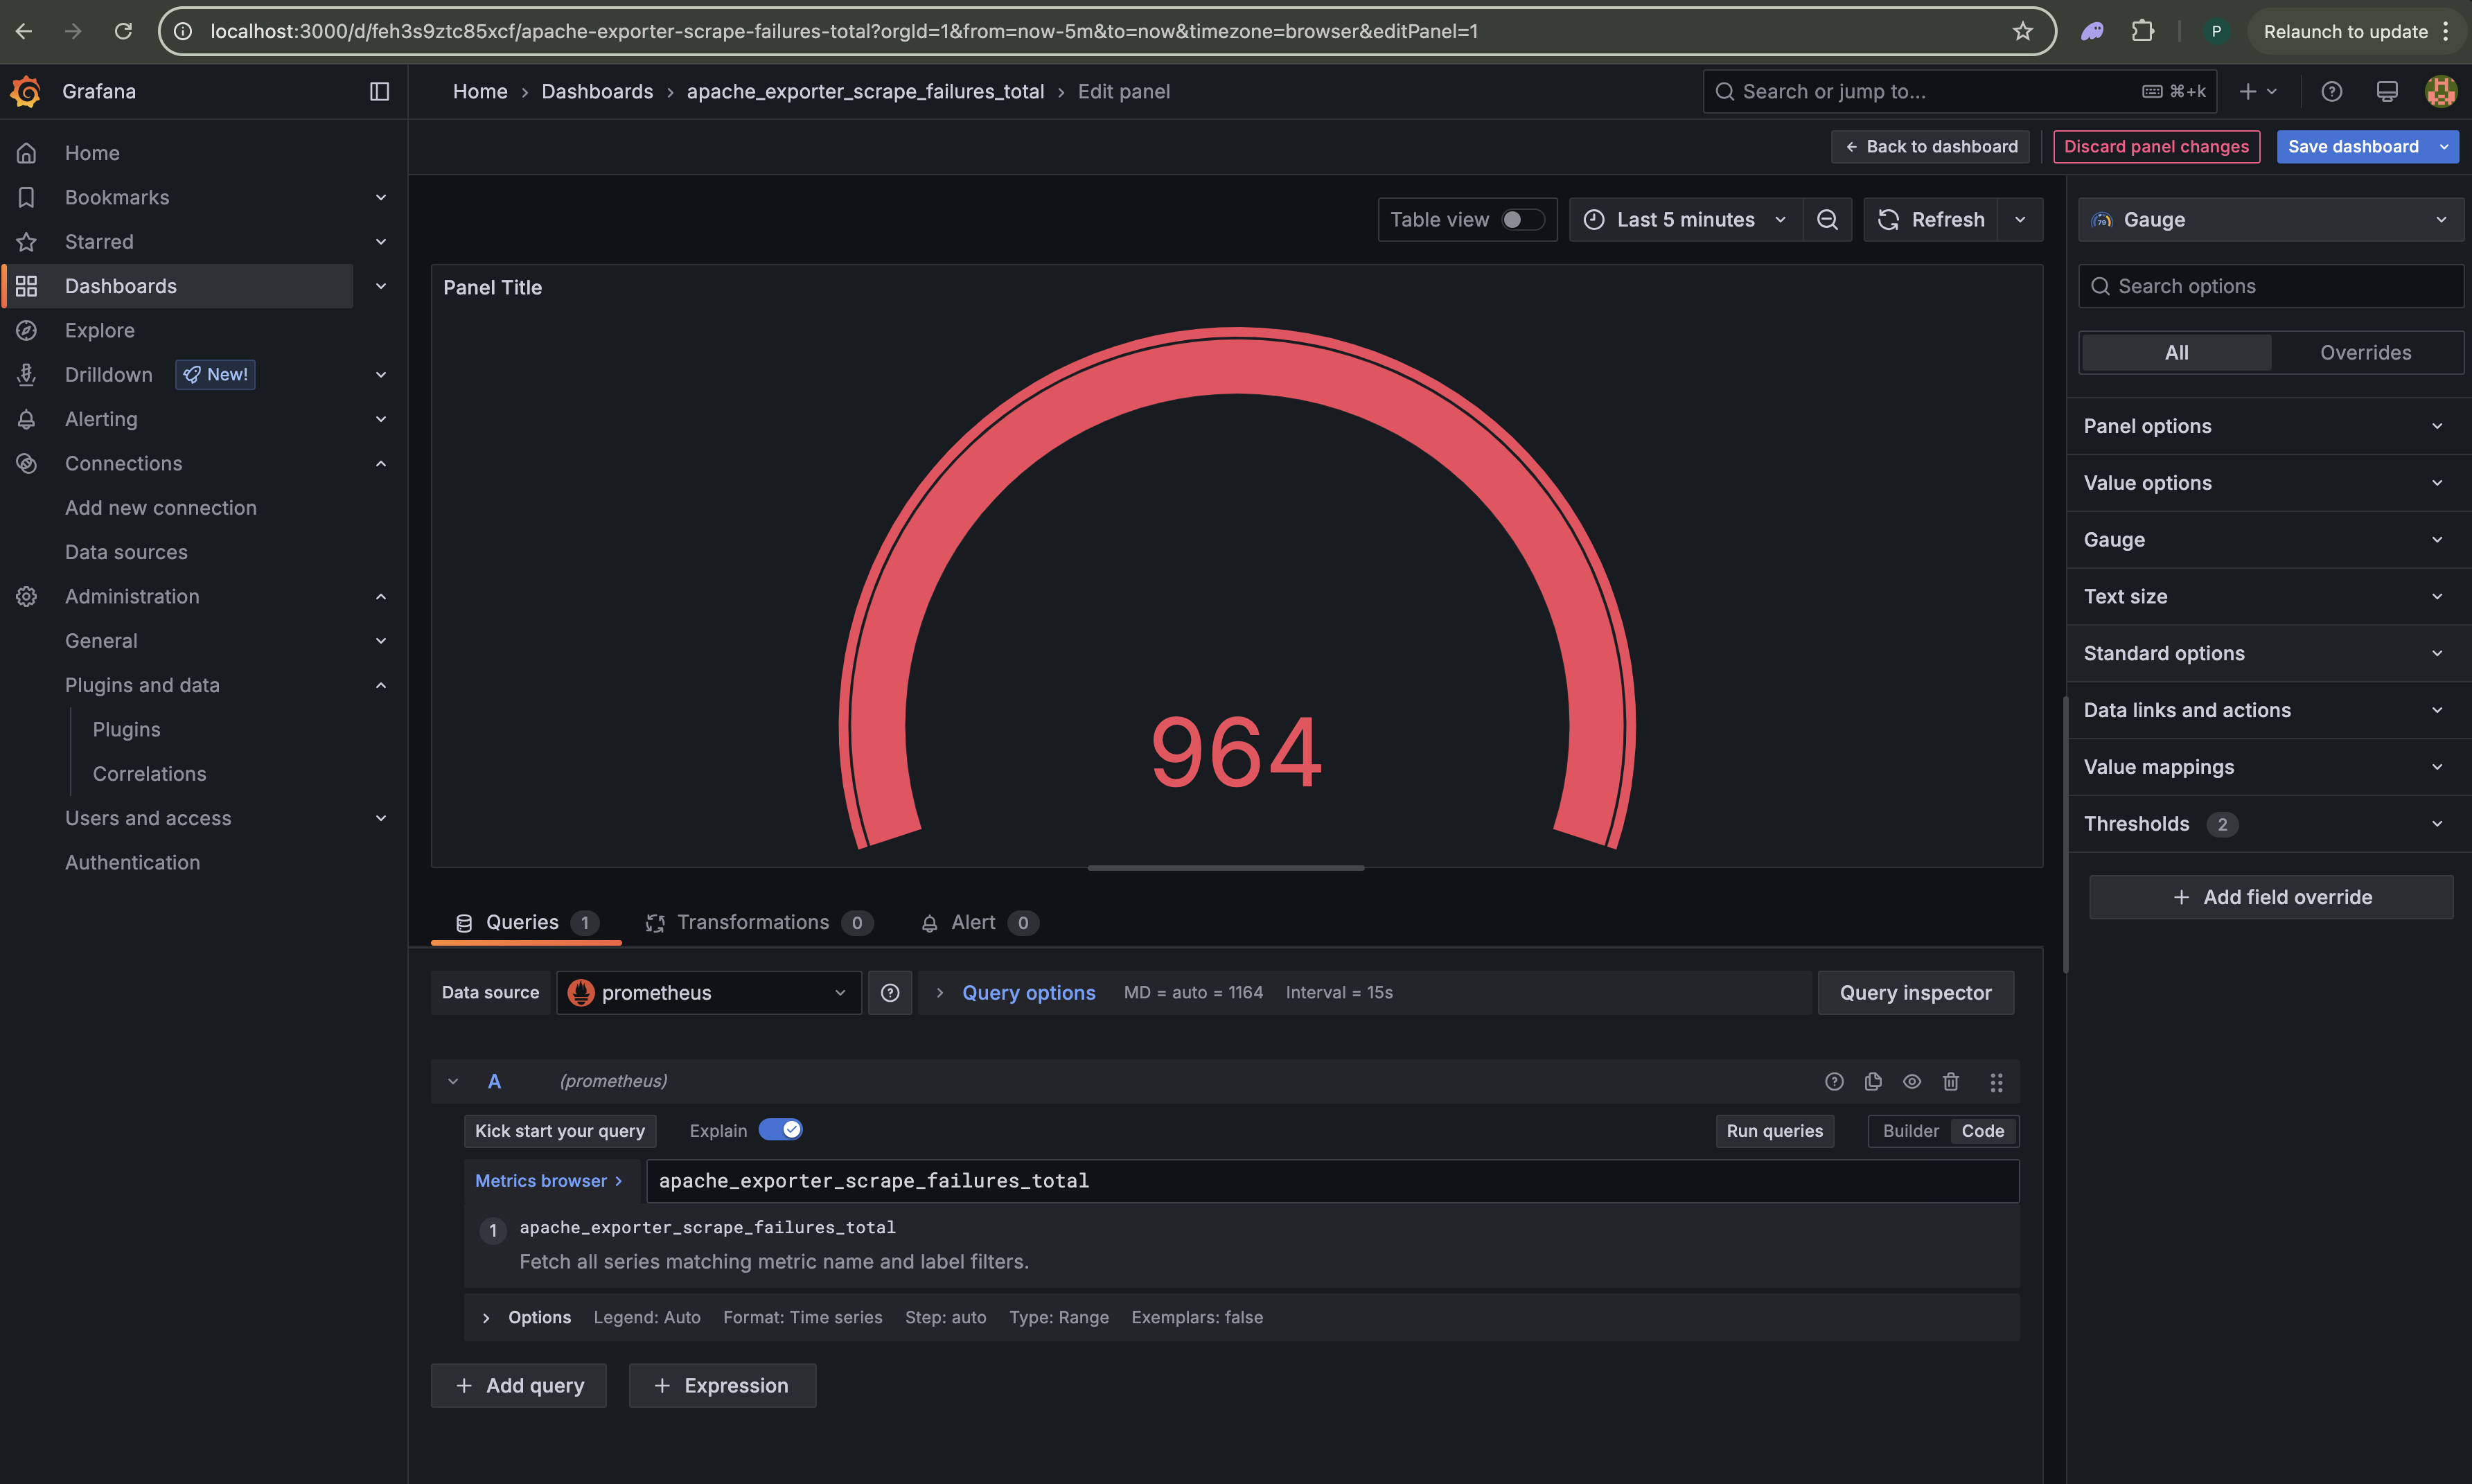 localhost:3000/d/feh3s9ztc85xcf/apache-exporter-scrape-failures-total?orgId=1&from=now-5m&to=now&timezone=browser&editPanel=1
P
Relaunch to update
Grafana
Home › Dashboards › apache_exporter_scrape_failures_total › Edit panel
Search or jump to...
⌘+k
Back to dashboard
Discard panel changes
Save dashboard
Home
Bookmarks
Starred
Dashboards
Explore
Drilldown
New!
Alerting
Connections
Add new connection
Data sources
Administration
General
Plugins and data
Plugins
Correlations
Users and access
Authentication
Table view
Last 5 minutes
Refresh
Panel Title
964
Queries 1
Transformations 0
Alert 0
Data source
prometheus
Query options
MD = auto = 1164
Interval = 15s
Query inspector
A
(prometheus)
Kick start your query
Explain
Run queries
Builder
Code
Metrics browser >
apache_exporter_scrape_failures_total
1
apache_exporter_scrape_failures_total
Fetch all series matching metric name and label filters.
Options
Legend: Auto
Format: Time series
Step: auto
Type: Range
Exemplars: false
+ Add query
+ Expression
79
Gauge
Search options
All
Overrides
Panel options
Value options
Gauge
Text size
Standard options
Data links and actions
Value mappings
Thresholds 2
+ Add field override